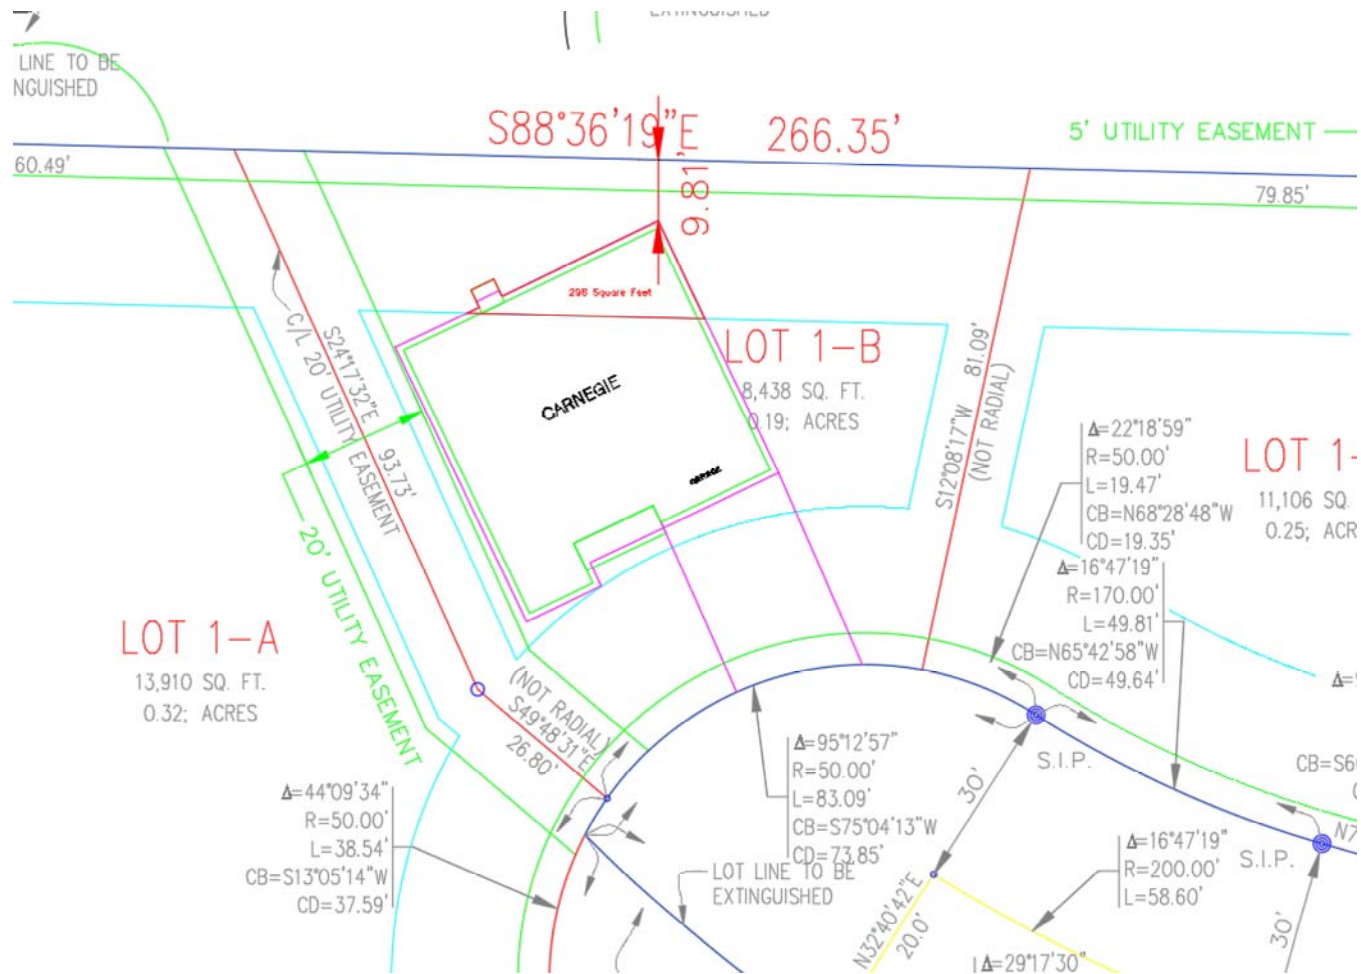 EXTINGUISHED
LINE TO BE
NGUISHED
S88°36'19"E 266.35'
5' UTILITY EASEMENT
60.49'
79.85'
9.81
298 Square Feet
LOT 1-B
8,438 SQ. FT.
0.19; ACRES
CARNEGIE
GARAGE
S24°17'32"E 93.73'
C/L 20' UTILITY EASEMENT
20' UTILITY EASEMENT
S12°08'17"W 81.09'
(NOT RADIAL)
Δ=22°18'59"
R=50.00'
L=19.47'
CB=N68°28'48"W
CD=19.35'
LOT 1-
11,106 SQ.
0.25; ACR
Δ=16°47'19"
R=170.00'
L=49.81'
CB=N65°42'58"W
CD=49.64'
LOT 1-A
13,910 SQ. FT.
0.32; ACRES
(NOT RADIAL)
S49°48'31"E
26.80'
Δ=44°09'34"
R=50.00'
L=38.54'
CB=S13°05'14"W
CD=37.59'
Δ=95°12'57"
R=50.00'
L=83.09'
CB=S75°04'13"W
CD=73.85'
LOT LINE TO BE
EXTINGUISHED
S.I.P.
30'
N32°40'42"E
20.0'
Δ=16°47'19"
R=200.00'
L=58.60'
S.I.P.
30'
Δ=29°17'30"
Δ=
CB=S6
N7